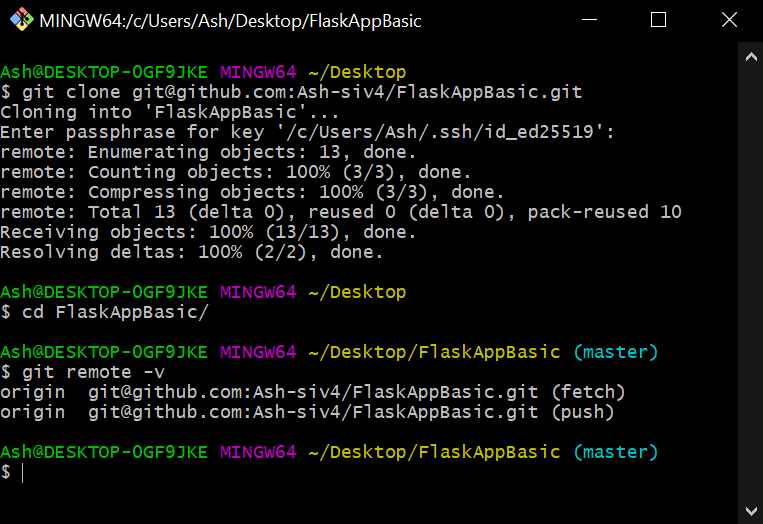 MINGW64:/c/Users/Ash/Desktop/FlaskAppBasic
Ash@DESKTOP-0GF9JKE MINGW64 ~/Desktop
$ git clone git@github.com:Ash-siv4/FlaskAppBasic.git
Cloning into 'FlaskAppBasic'...
Enter passphrase for key '/c/Users/Ash/.ssh/id_ed25519':
remote: Enumerating objects: 13, done.
remote: Counting objects: 100% (3/3), done.
remote: Compressing objects: 100% (3/3), done.
remote: Total 13 (delta 0), reused 0 (delta 0), pack-reused 10
Receiving objects: 100% (13/13), done.
Resolving deltas: 100% (2/2), done.
Ash@DESKTOP-0GF9JKE MINGW64 ~/Desktop
$ cd FlaskAppBasic/
Ash@DESKTOP-0GF9JKE MINGW64 ~/Desktop/FlaskAppBasic (master)
$ git remote -v
origin  git@github.com:Ash-siv4/FlaskAppBasic.git (fetch)
origin  git@github.com:Ash-siv4/FlaskAppBasic.git (push)
Ash@DESKTOP-0GF9JKE MINGW64 ~/Desktop/FlaskAppBasic (master)
$